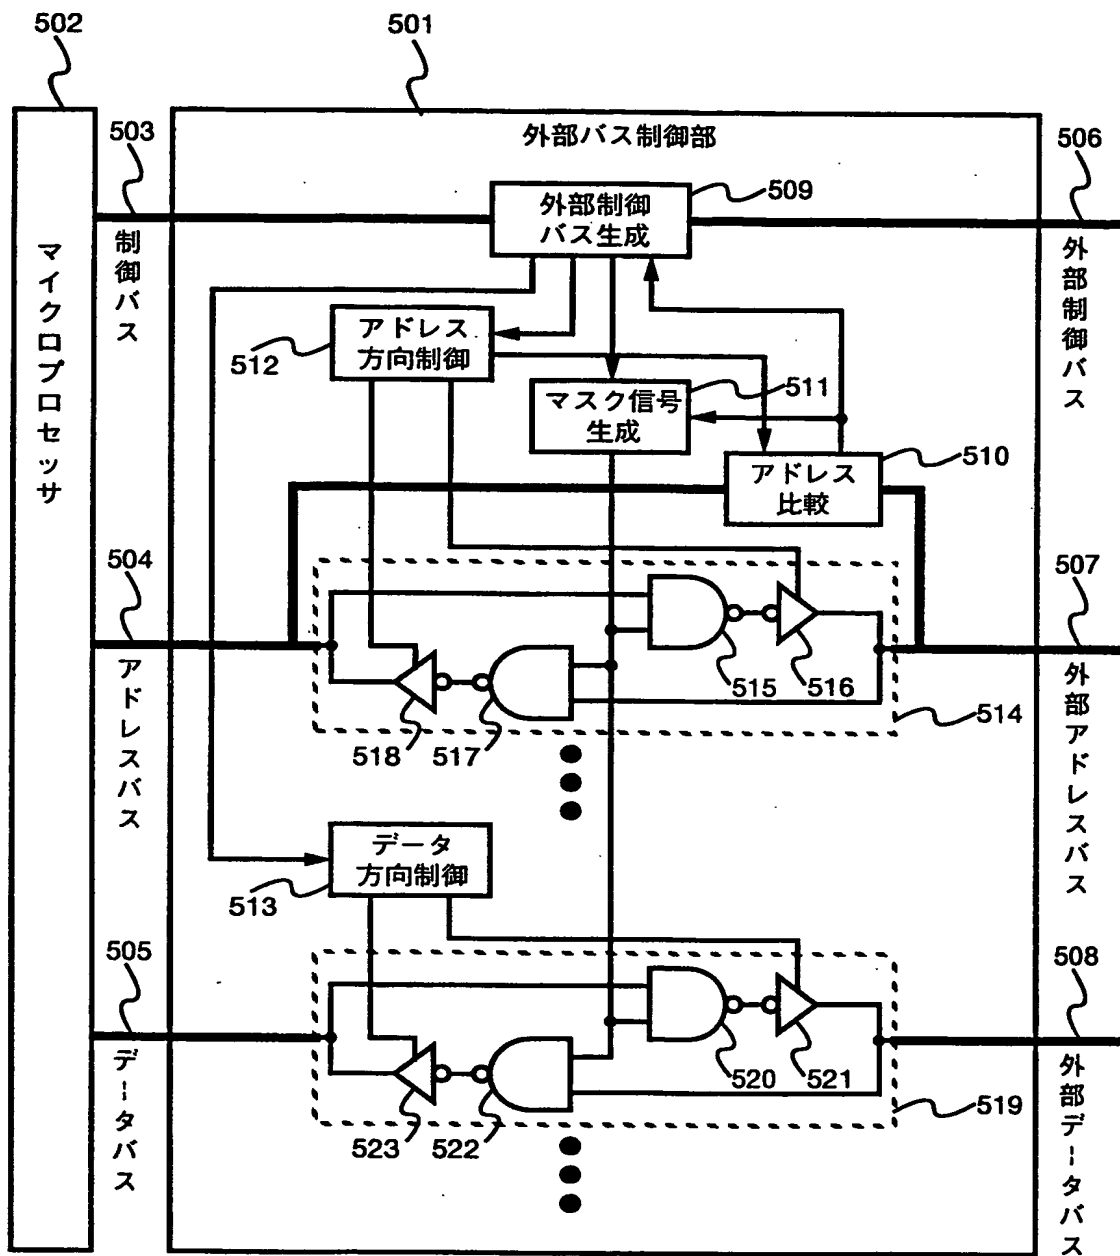 502
501
503
外部バス制御部
506
509
外部制御
バス生成
マイクロプロセッサ
制御バス
外部制御バス
アドレス
方向制御
512
511
マスク信号
生成
510
アドレス
比較
504
507
515
516
514
518
517
アドレスバス
外部アドレスバス
データ
方向制御
513
505
508
520
521
519
523
522
データバス
外部データバス